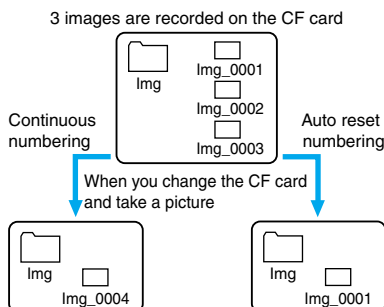 3 images are recorded on the CF card
Img
Img_0001
Img_0002
Img_0003
Continuous
numbering
Auto reset
numbering
When you change the CF card
and take a picture
Img
Img_0004
Img
Img_0001